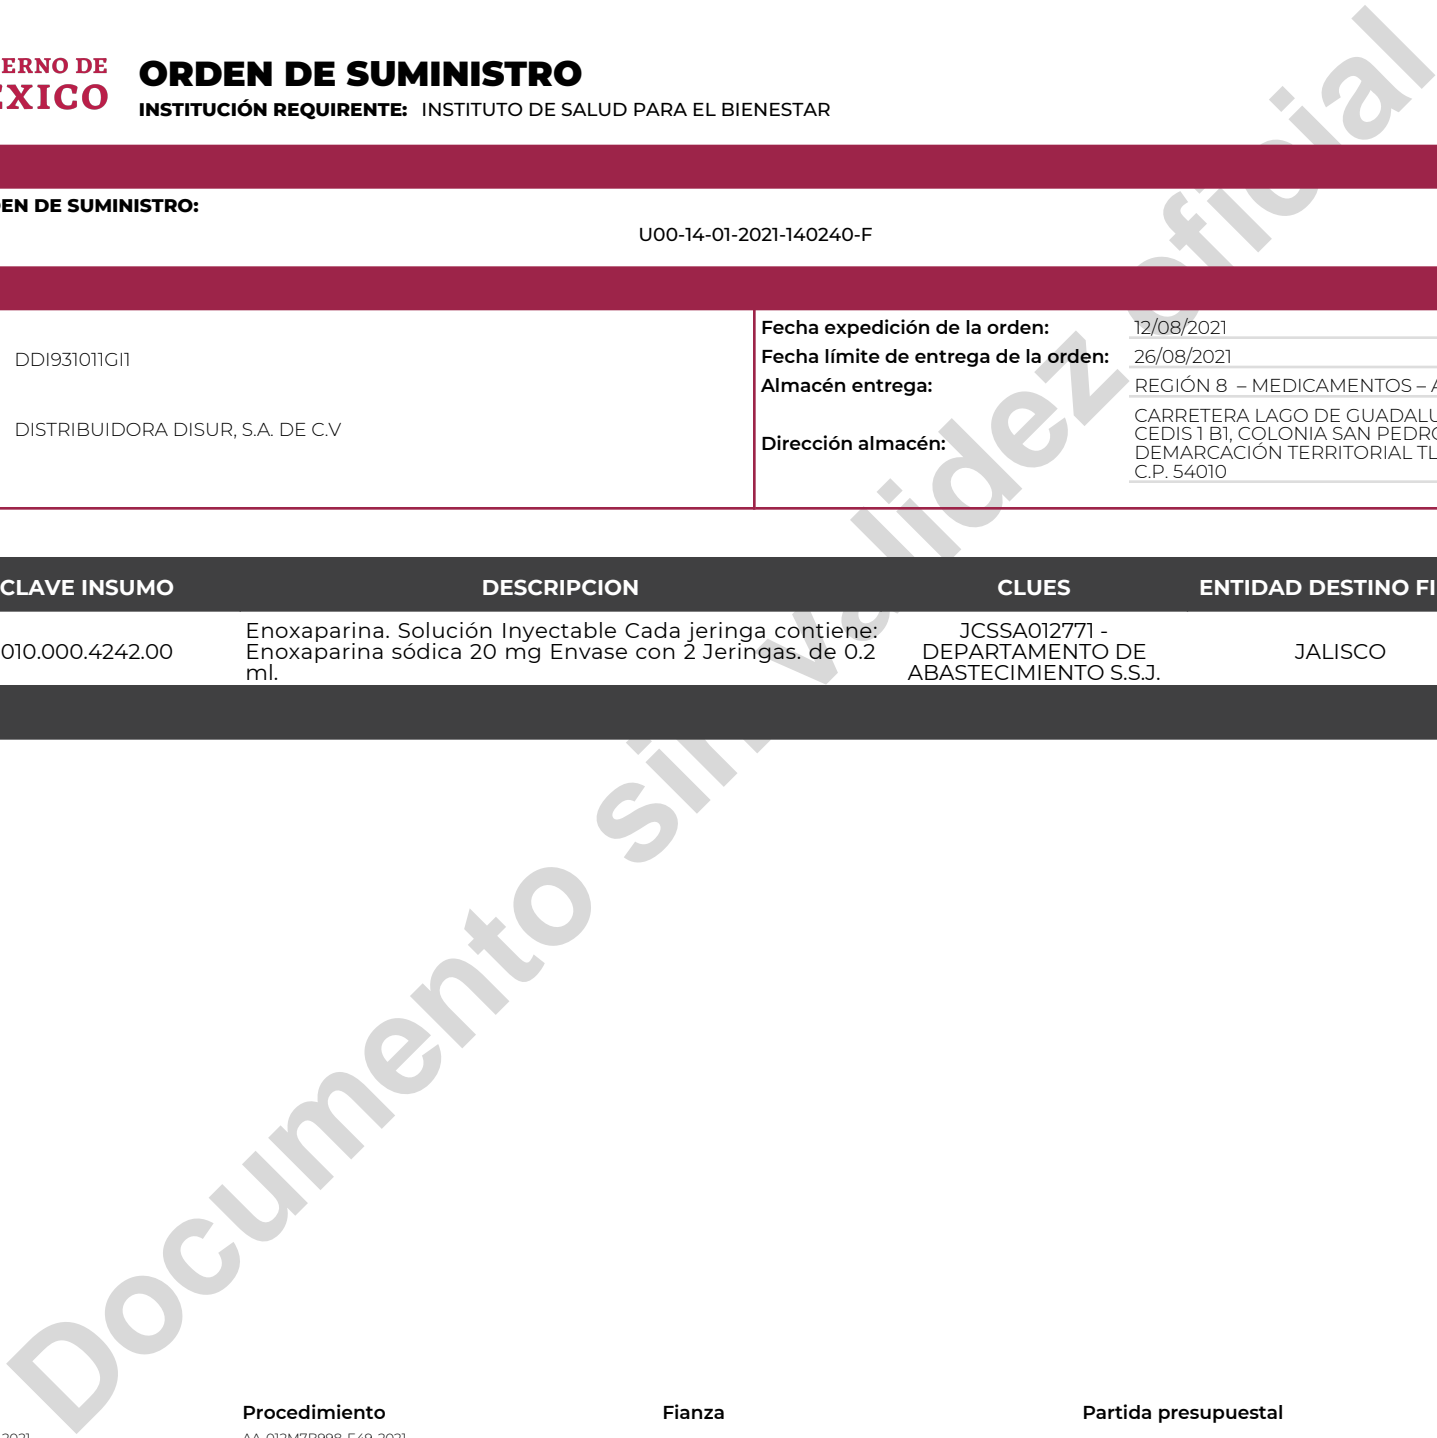 ERNO DE
EXICO
ORDEN DE SUMINISTRO
INSTITUCIÓN REQUIRENTE: INSTITUTO DE SALUD PARA EL BIENESTAR
EN DE SUMINISTRO:
U00-14-01-2021-140240-F
DDI931011GI1
DISTRIBUIDORA DISUR, S.A. DE C.V
Fecha expedición de la orden: 12/08/2021
Fecha límite de entrega de la orden: 26/08/2021
Almacén entrega: REGIÓN 8 – MEDICAMENTOS – A
Dirección almacén:
CARRETERA LAGO DE GUADALU
CEDIS 1 B1, COLONIA SAN PEDRO
DEMARCACIÓN TERRITORIAL TL
C.P. 54010
CLAVE INSUMO DESCRIPCION CLUES ENTIDAD DESTINO FI
010.000.4242.00
Enoxaparina. Solución Inyectable Cada jeringa contiene:
Enoxaparina sódica 20 mg Envase con 2 Jeringas. de 0.2
ml.
JCSSA012771 -
DEPARTAMENTO DE
ABASTECIMIENTO S.S.J.
JALISCO
Documento sin validez oficial
Procedimiento Fianza Partida presupuestal